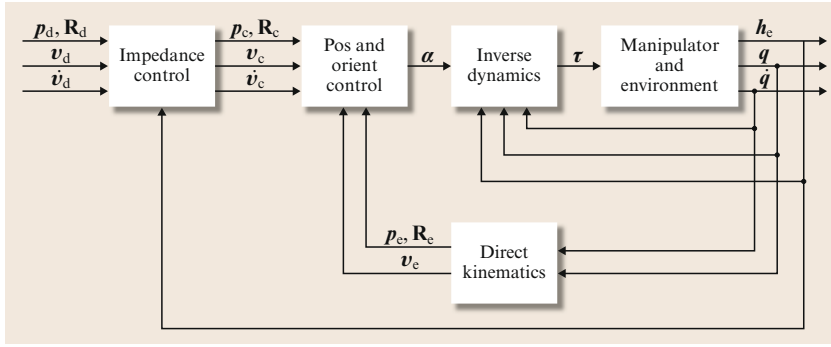 p_d, R_d
v_d
v̇_d
Impedance
control
p_c, R_c
v_c
v̇_c
Pos and
orient
control
α
Inverse
dynamics
τ
Manipulator
and
environment
h_e
q
q̇
p_e, R_e
v_e
Direct
kinematics